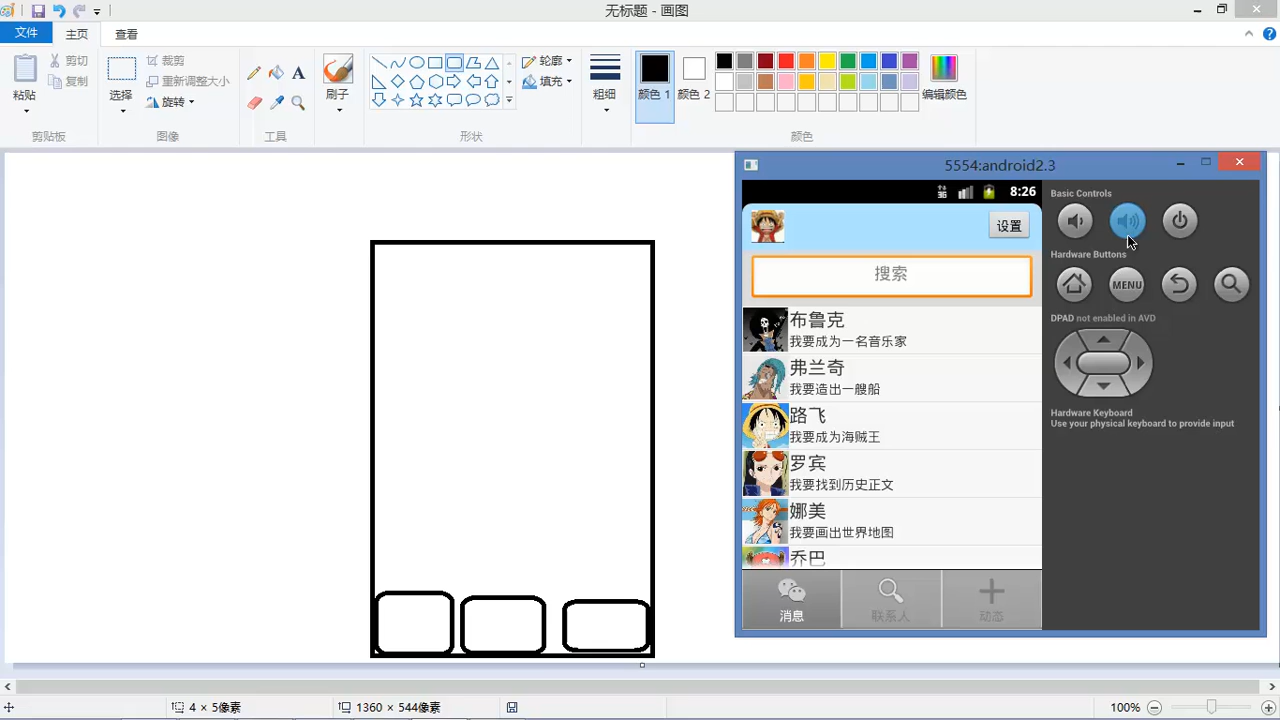 无标题 - 画图
文件
主页
查看
粘贴
剪切
复制
剪贴板
选择
裁剪
重新调整大小
旋转
图像
A
工具
刷子
形状
轮廓
填充
粗细
颜色 1
颜色 2
编辑颜色
颜色
5554:android2.3
3G
8:26
设置
搜索
布鲁克
我要成为一名音乐家
弗兰奇
我要造出一艘船
路飞
我要成为海贼王
罗宾
我要找到历史正文
娜美
我要画出世界地图
乔巴
消息
联系人
动态
Basic Controls
Hardware Buttons
MENU
DPAD not enabled in AVD
Hardware Keyboard
Use your physical keyboard to provide input
4 × 5像素
1360 × 544像素
100%